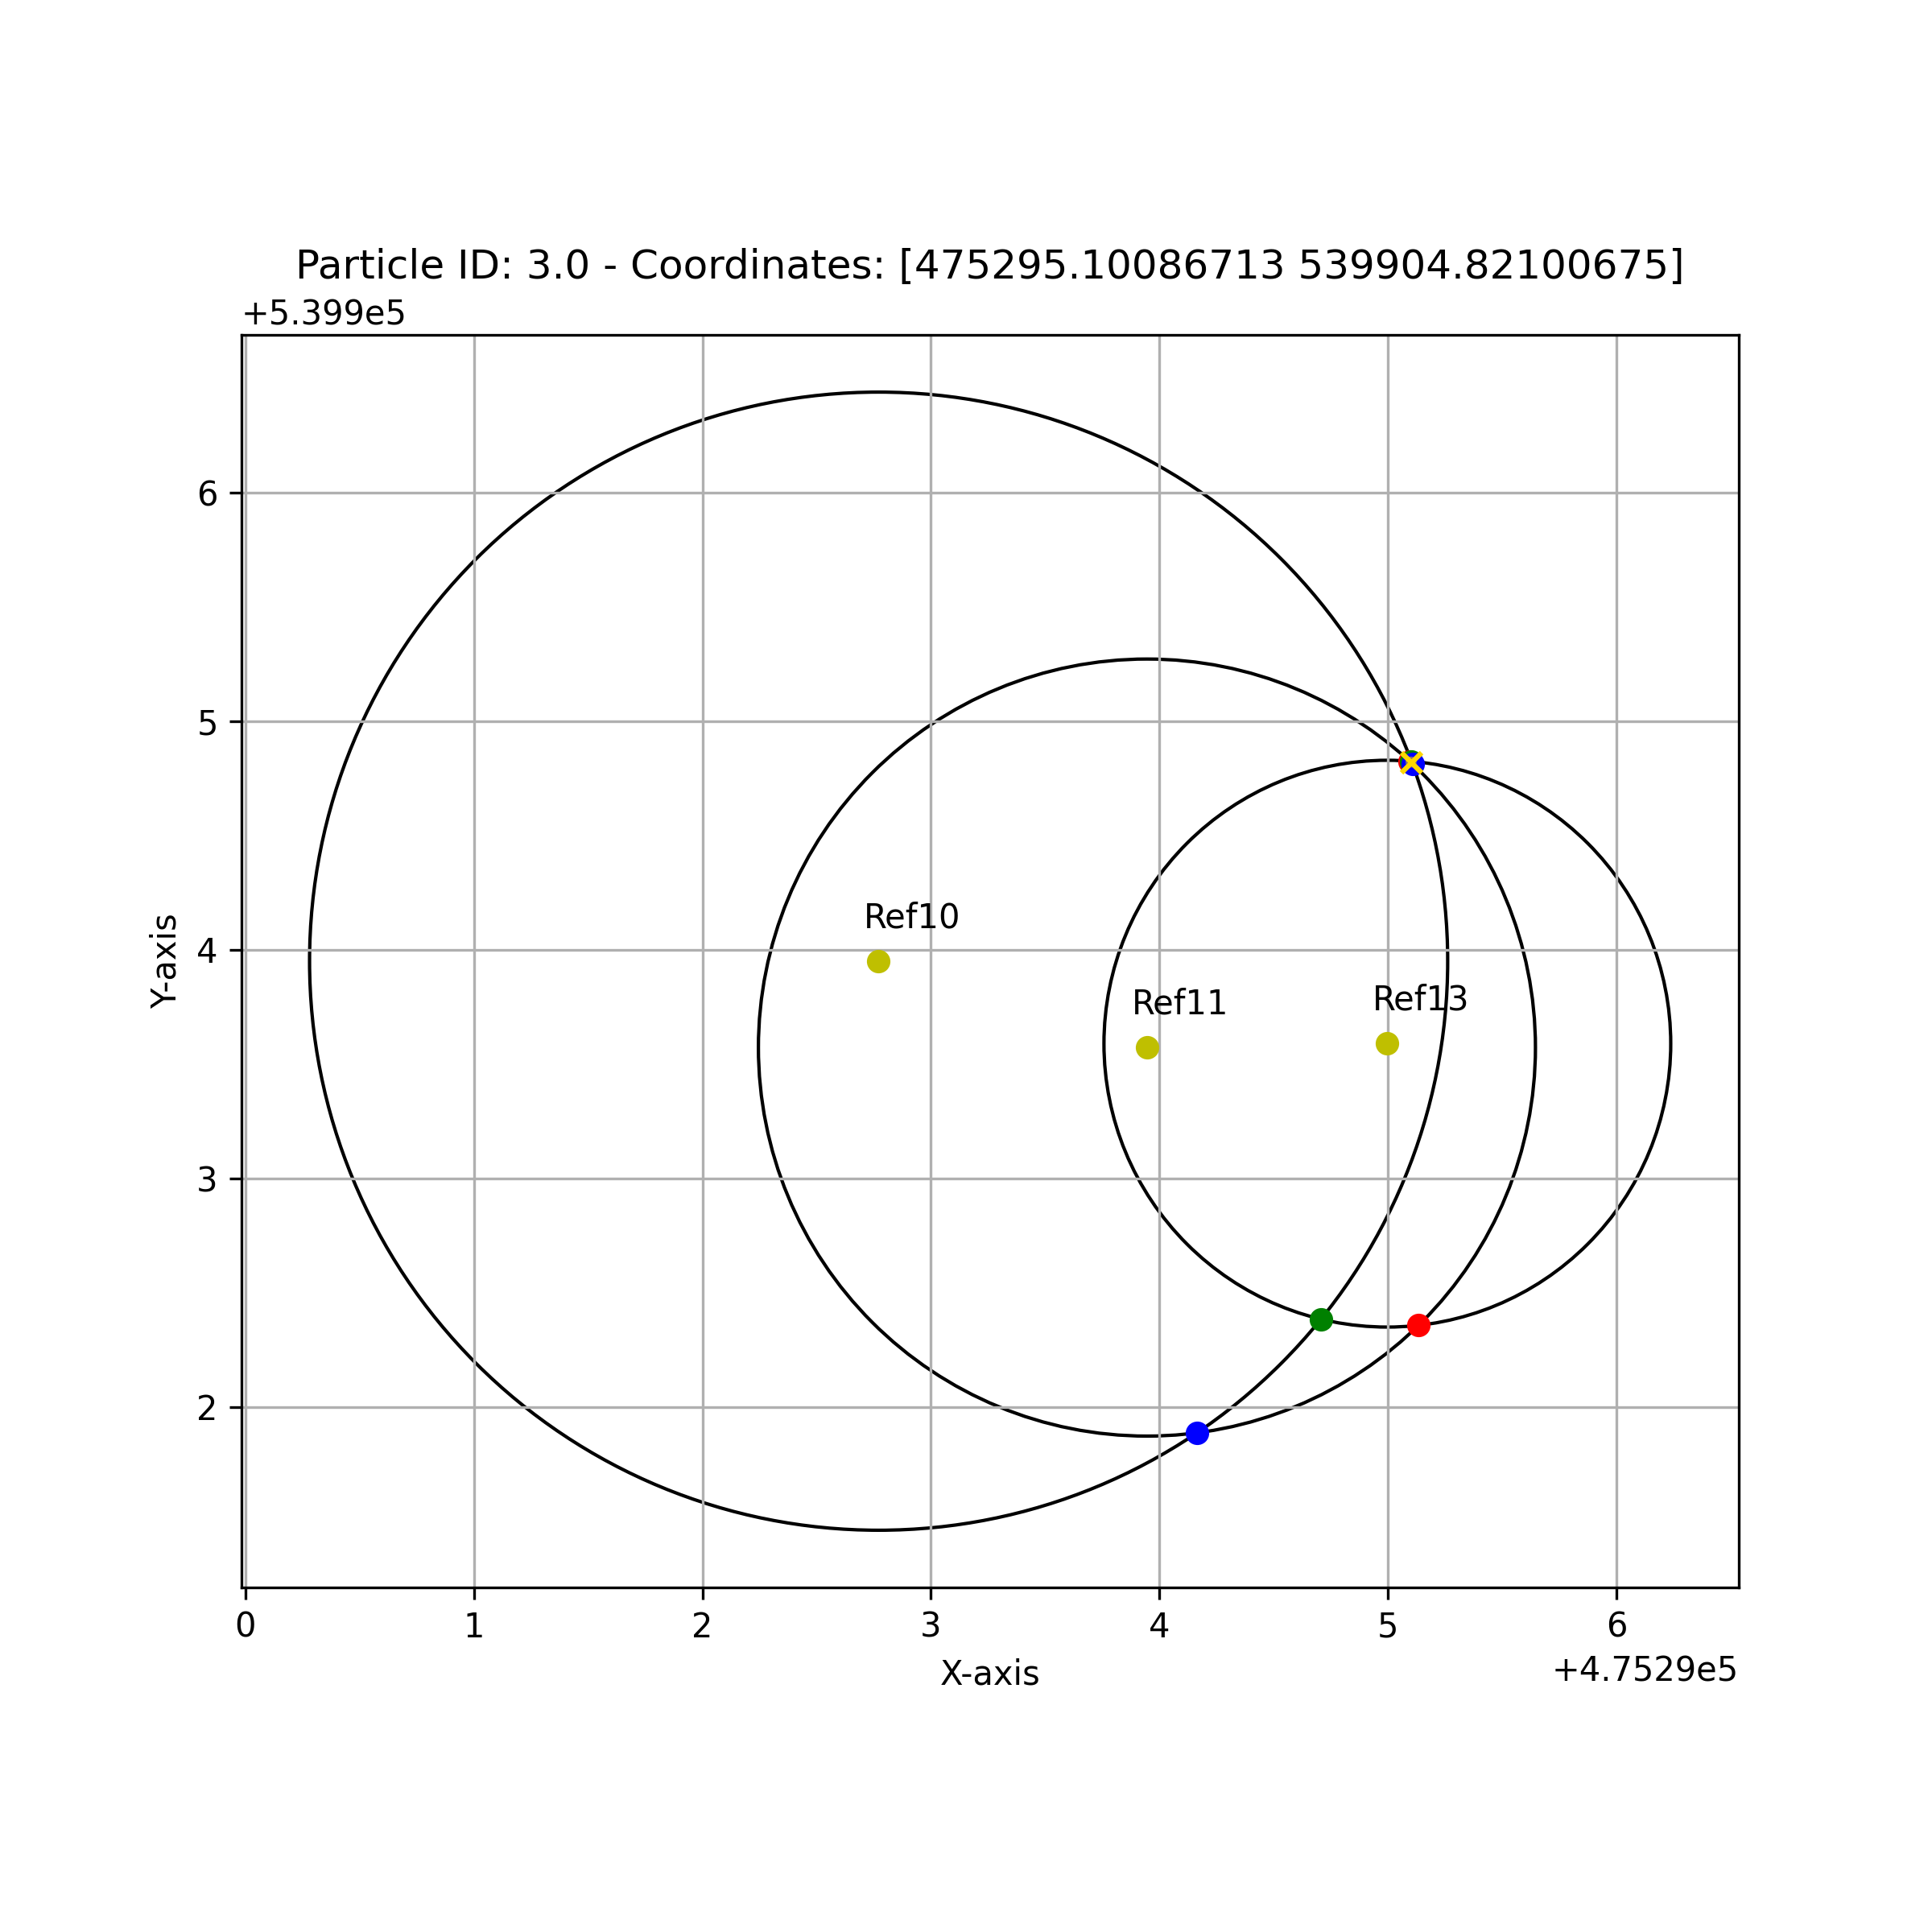 Particle ID: 3.0 - Coordinates: [475295.10086713 539904.82100675]
+5.399e5
6
5
4
3
2
Y-axis
Ref10
Ref11
Ref13
0 1 2 3 4 5 6
X-axis
+4.7529e5